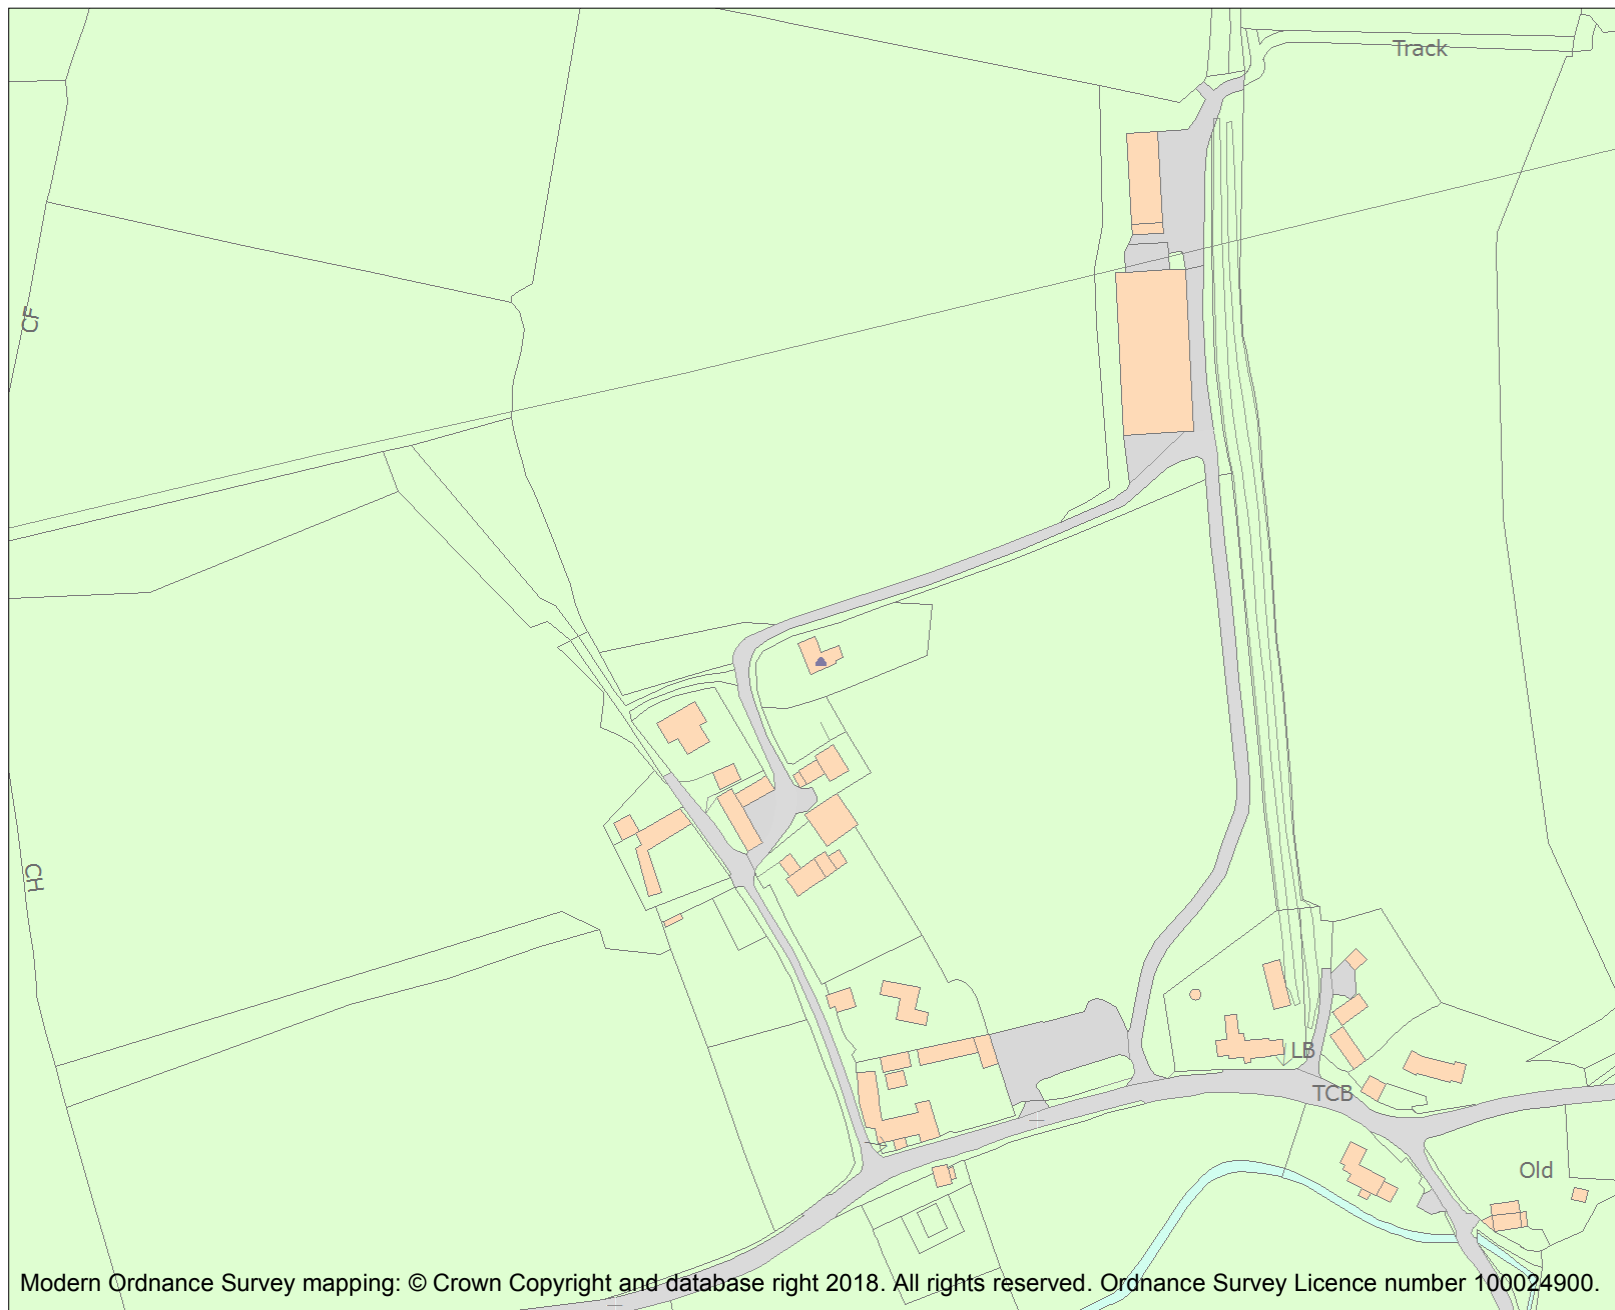 Track
CF
CH
LB
TCB
Old
Modern Ordnance Survey mapping: © Crown Copyright and database right 2018. All rights reserved. Ordnance Survey Licence number 100024900.